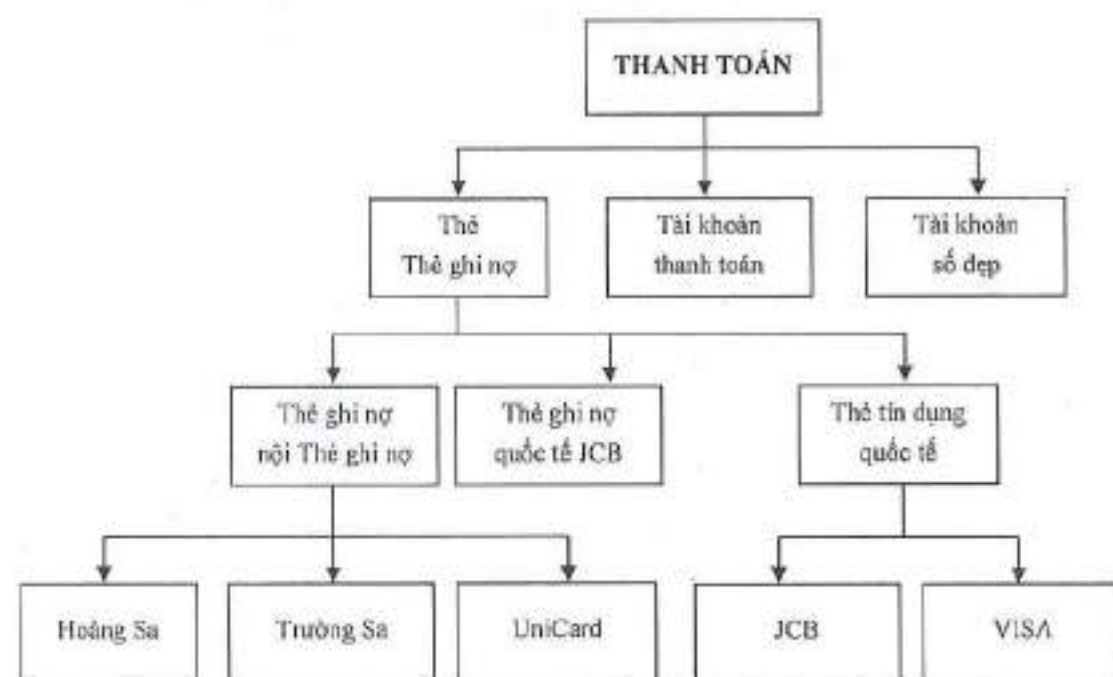 THANH TOÁN
Thẻ
Thẻ ghi nợ
Tài khoản
thanh toán
Tài khoản
số đẹp
Thẻ ghi nợ
nội Thẻ ghi nợ
Thẻ ghi nợ
quốc tế JCB
Thẻ tín dụng
quốc tế
Hoàng Sa
Trường Sa
UniCard
JCB
VISA